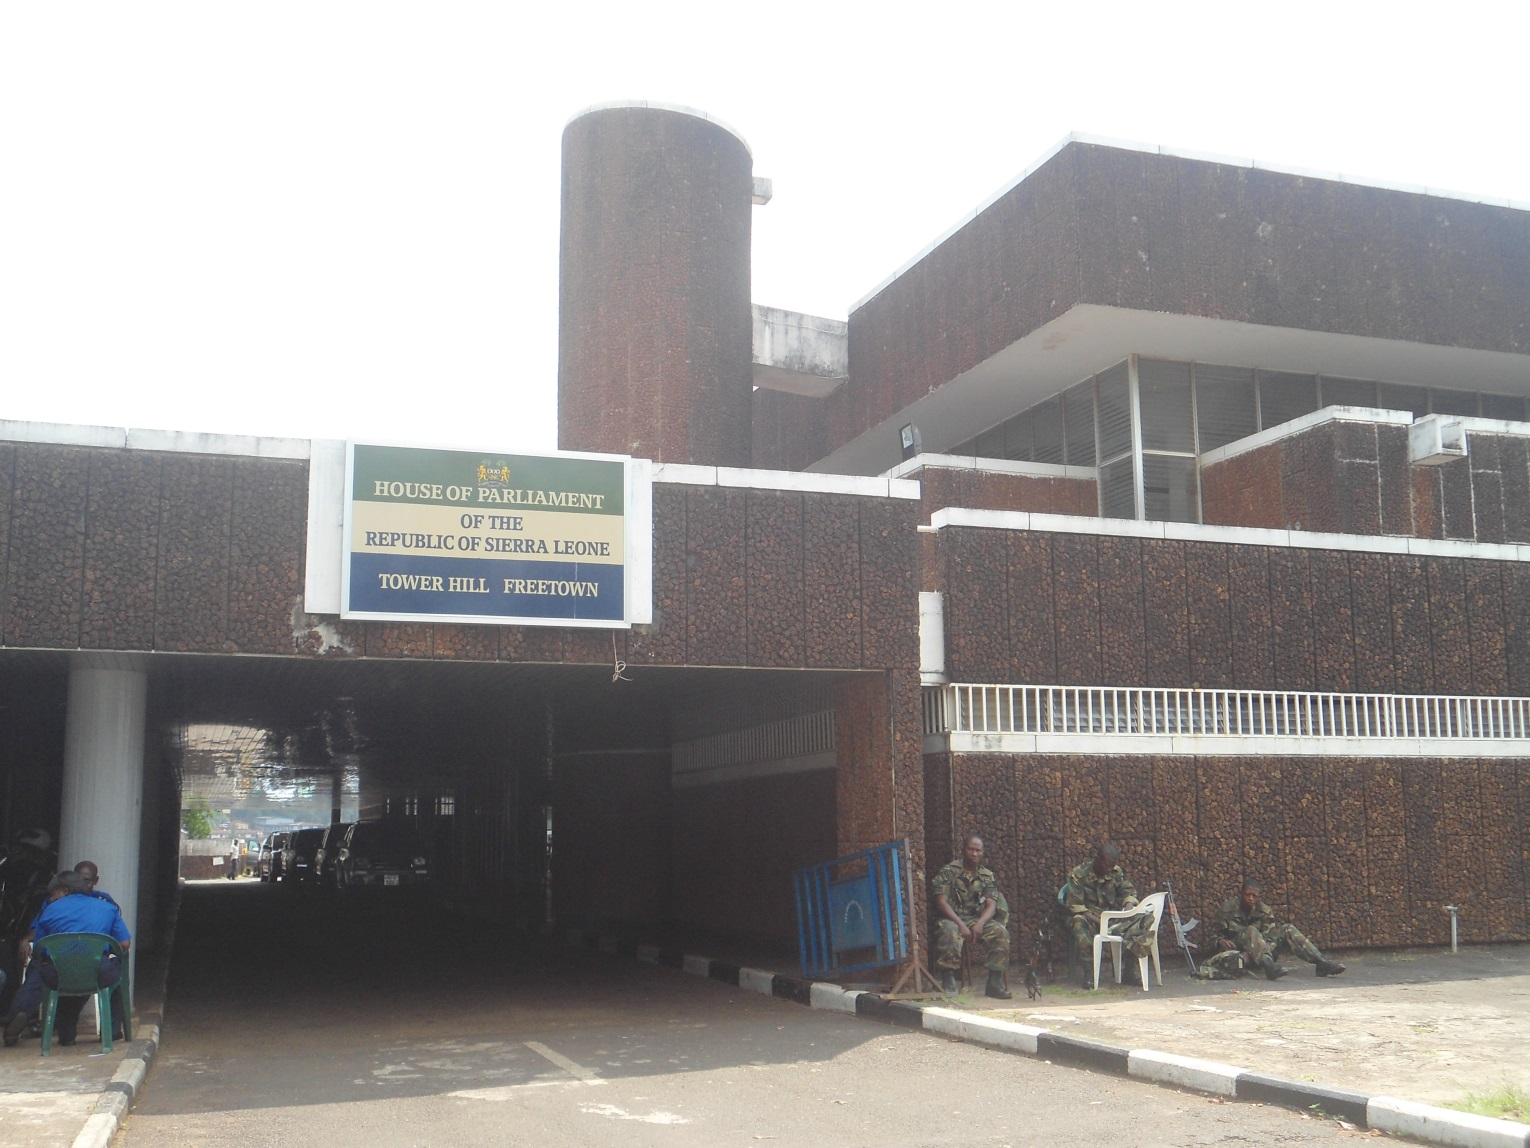 HOUSE OF PARLIAMENT
OF THE
REPUBLIC OF SIERRA LEONE
TOWER HILL FREETOWN